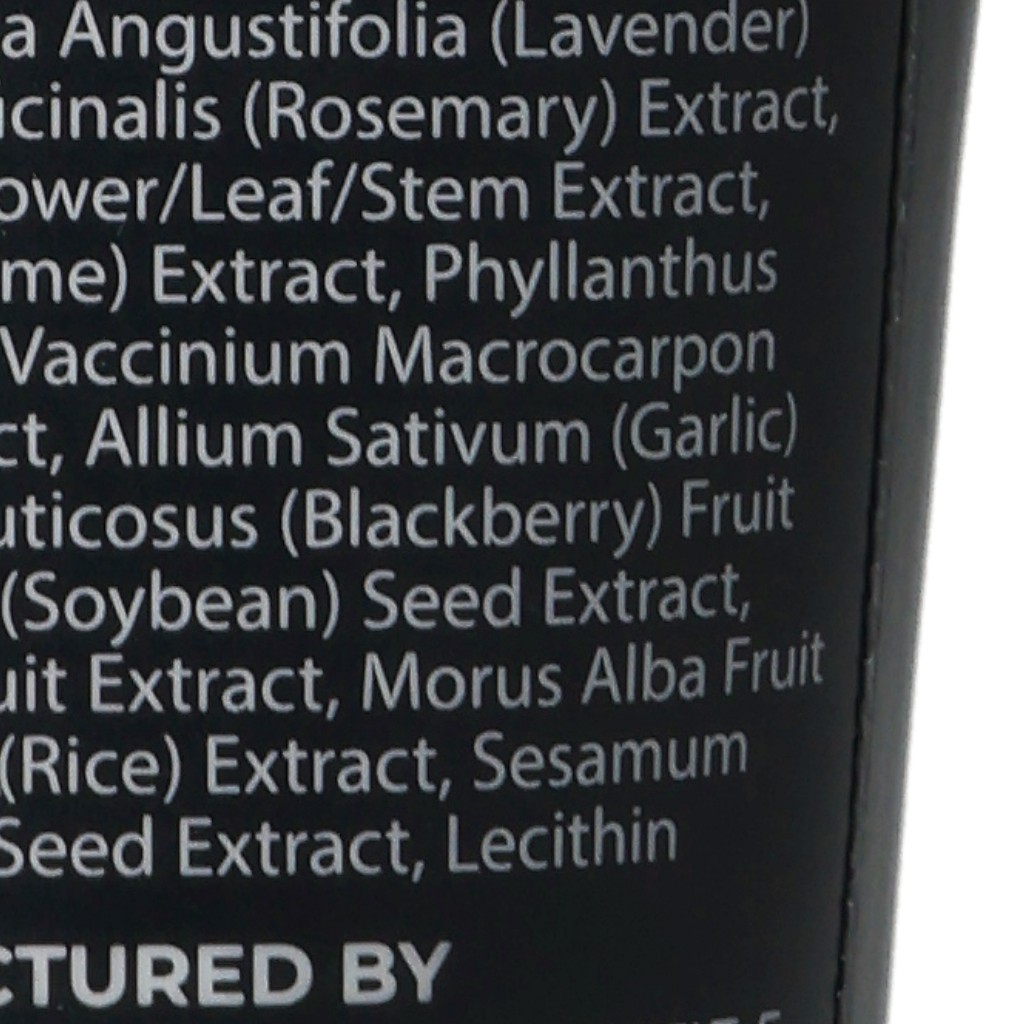 a Angustifolia (Lavender)
icinalis (Rosemary) Extract,
ower/Leaf/Stem Extract,
me) Extract, Phyllanthus
Vaccinium Macrocarpon
ct, Allium Sativum (Garlic)
uticosus (Blackberry) Fruit
(Soybean) Seed Extract,
uit Extract, Morus Alba Fruit
(Rice) Extract, Sesamum
Seed Extract, Lecithin
CTURED BY